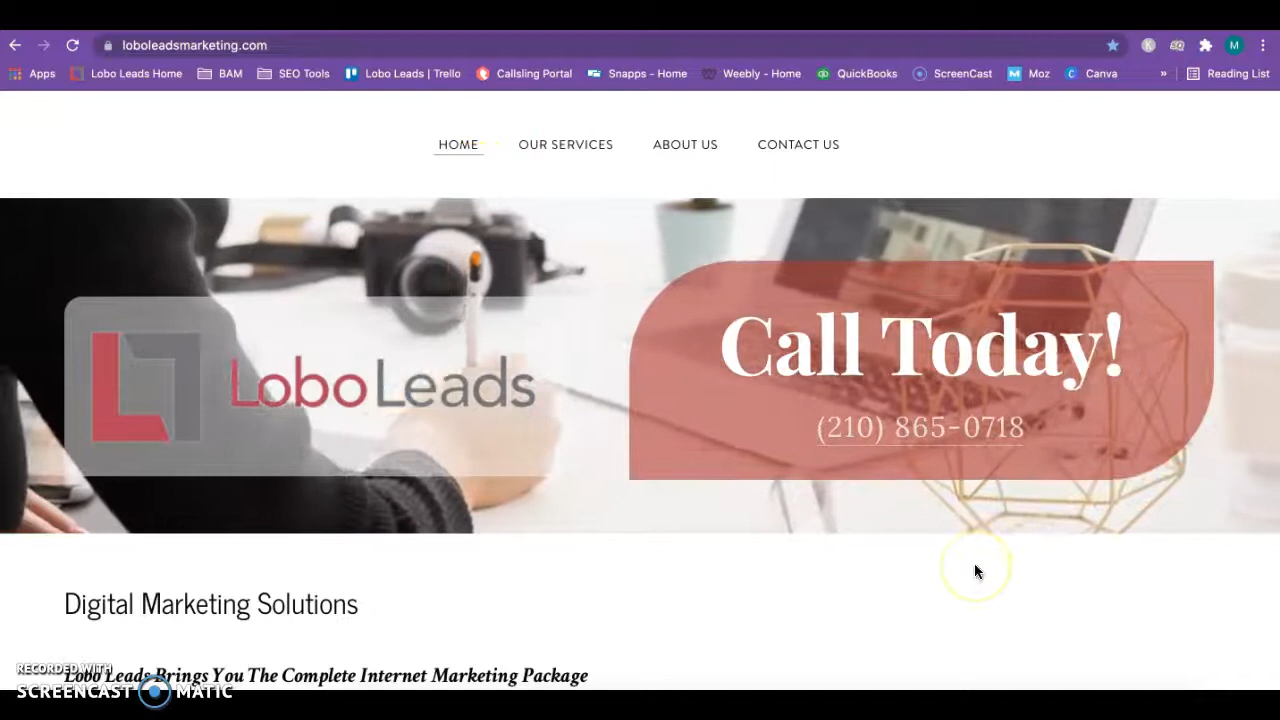 loboleadsmarketing.com
M
Apps Lobo Leads Home BAM SEO Tools Lobo Leads | Trello Callsling Portal Snapps - Home Weebly - Home QuickBooks ScreenCast Moz Canva » Reading List
HOME OUR SERVICES ABOUT US CONTACT US
Call Today!
LoboLeads
(210) 865-0718
Digital Marketing Solutions
Lobo Leads Brings You The Complete Internet Marketing Package
RECORDED WITH
SCREENCAST MATIC